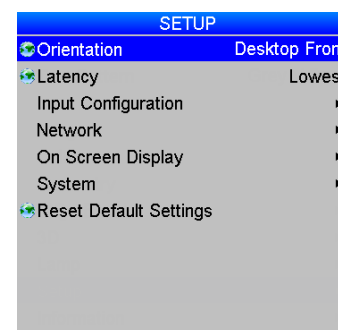 SETUP
Orientation Desktop Fron
Latency Lowes
Input Configuration
Network
On Screen Display
System
Reset Default Settings